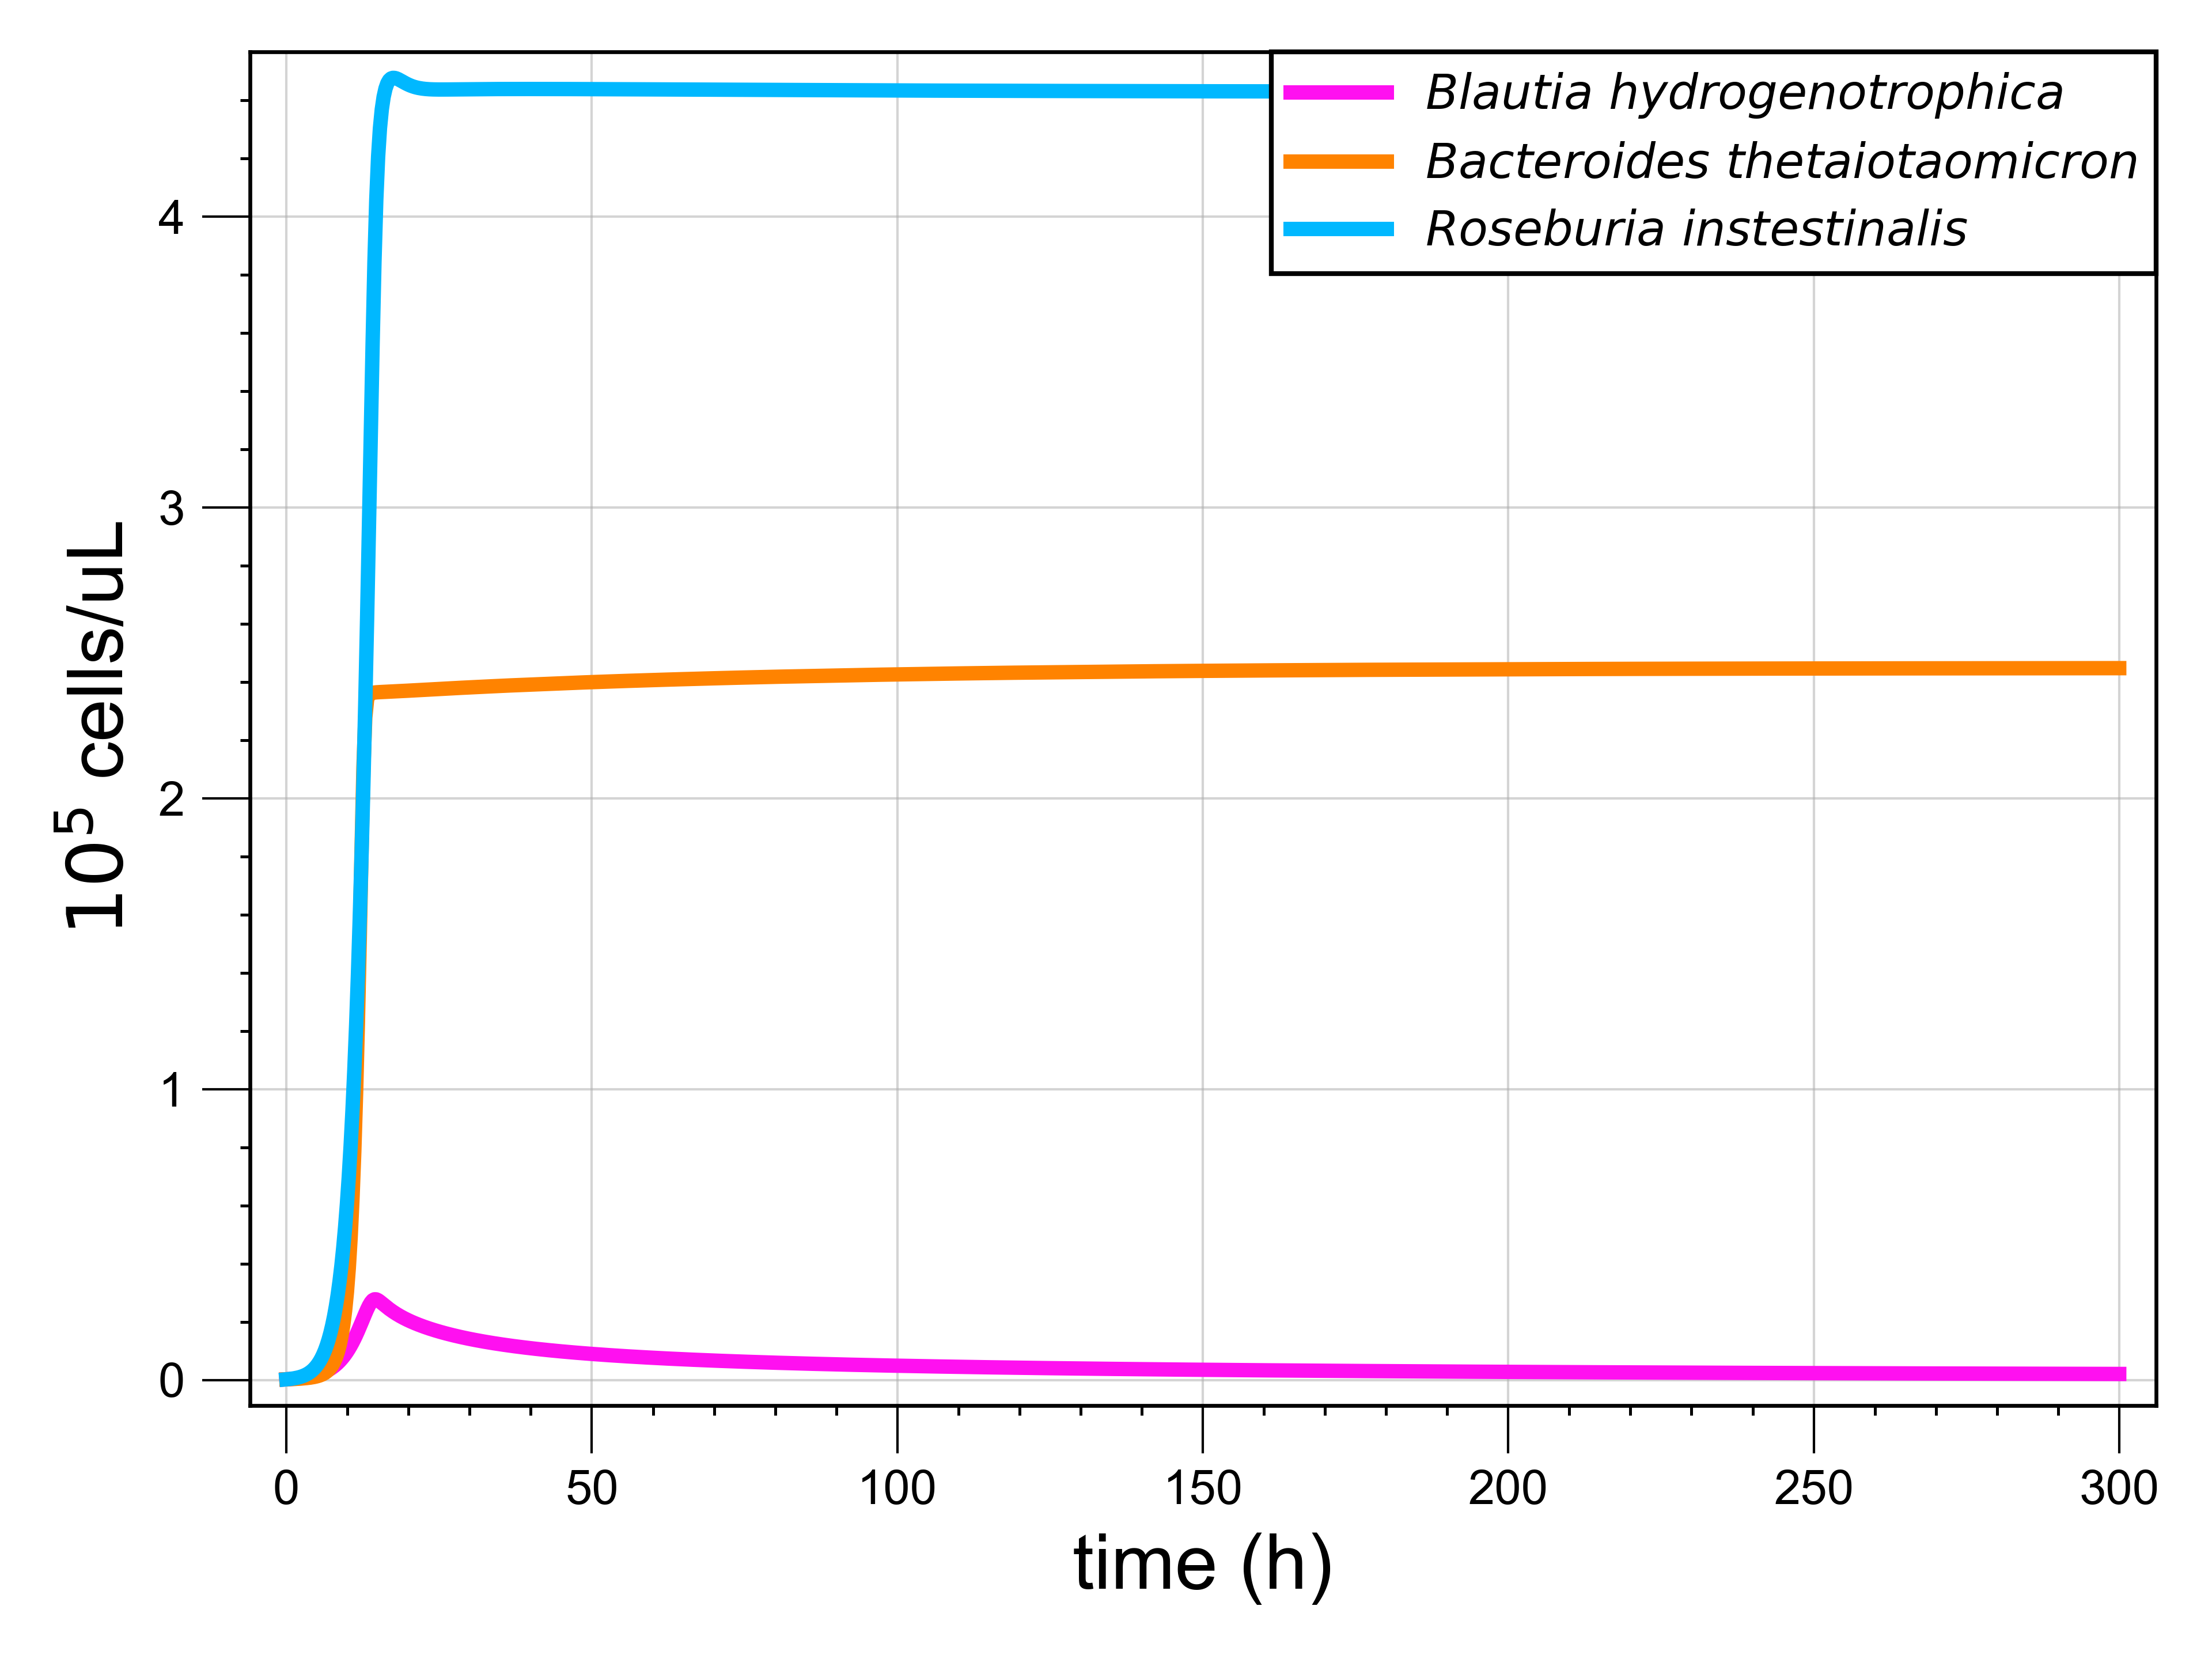 Blautia hydrogenotrophica
Bacteroides thetaiotaomicron
Roseburia instestinalis
10⁵ cells/uL
4
3
2
1
0
0 50 100 150 200 250 300
time (h)